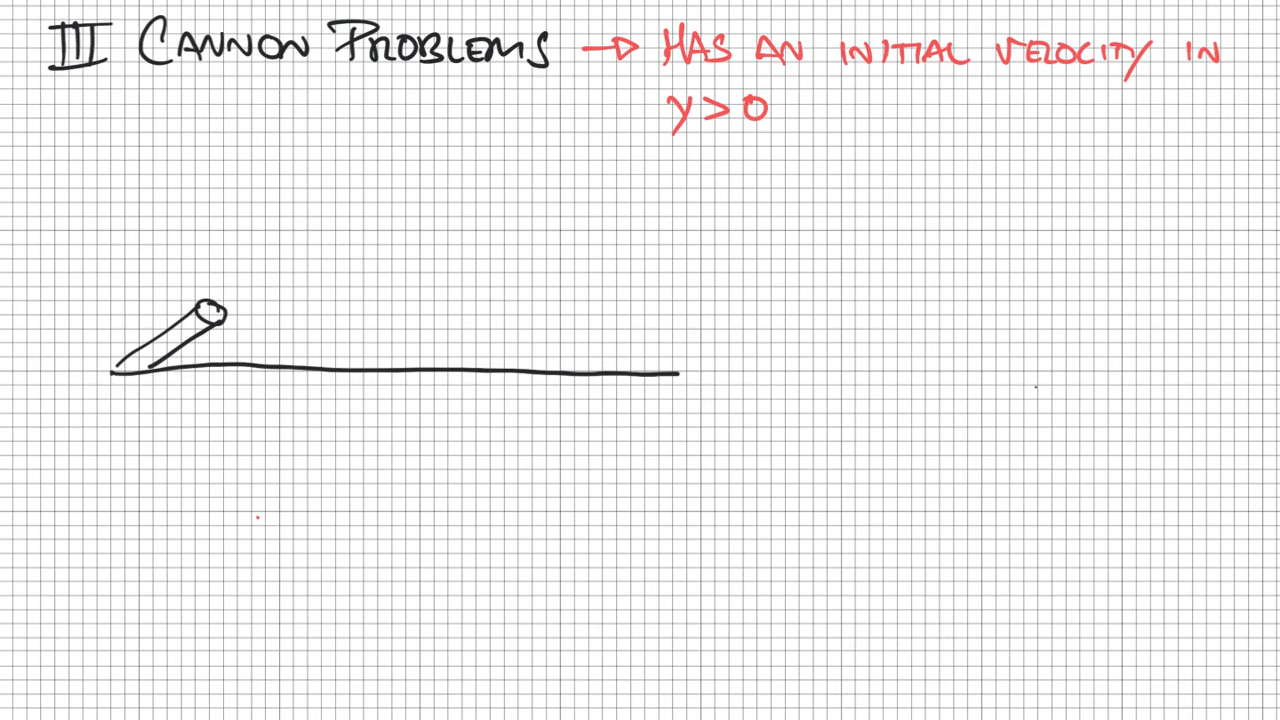 III CANNON PROBLEMS → HAS AN INITIAL VELOCITY IN
y > 0